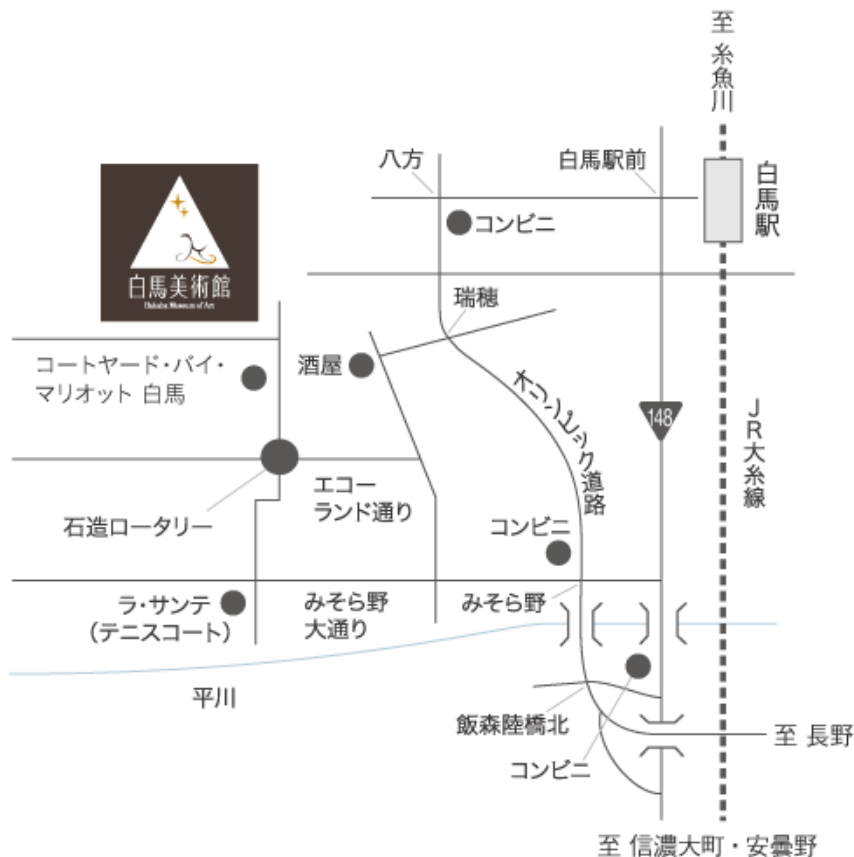 至 糸魚川
八方
白馬駅前
白馬駅
コンビニ
白馬美術館
Hakuba Museum of Art
瑞穂
コートヤード・バイ・
マリオット 白馬
酒屋
オリンピック道路
148
JR大糸線
エコー
ランド通り
石造ロータリー
コンビニ
ラ・サンテ
（テニスコート）
みそら野
大通り
みそら野
平川
飯森陸橋北
コンビニ
至 長野
至 信濃大町・安曇野